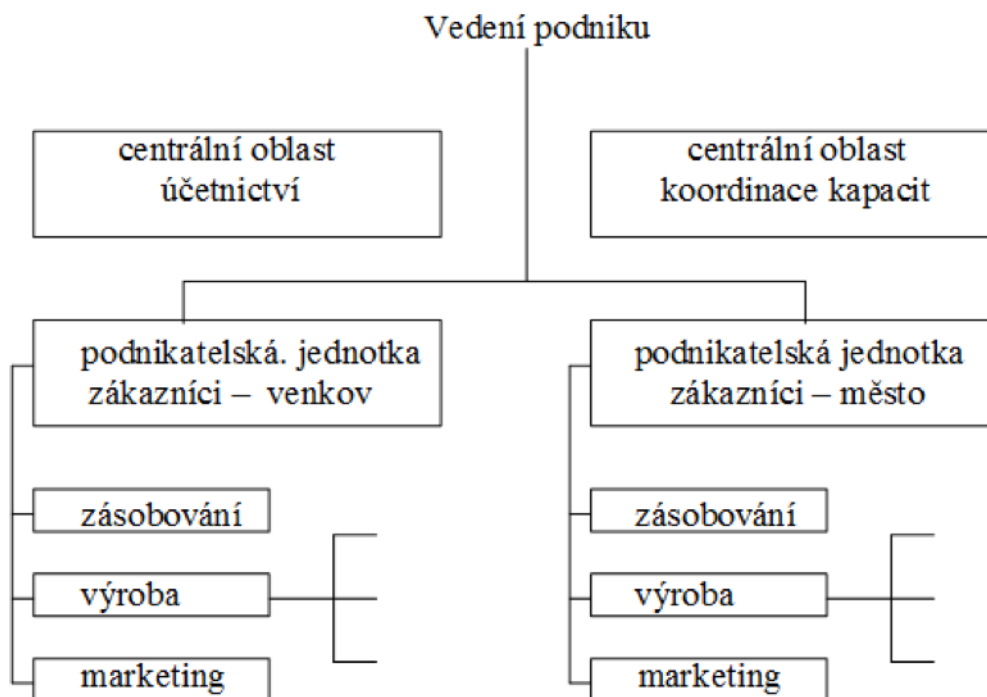 Vedení podniku
centrální oblast
účetnictví
centrální oblast
koordinace kapacit
podnikatelská. jednotka
zákazníci – venkov
podnikatelská jednotka
zákazníci – město
zásobování
zásobování
výroba
výroba
marketing
marketing